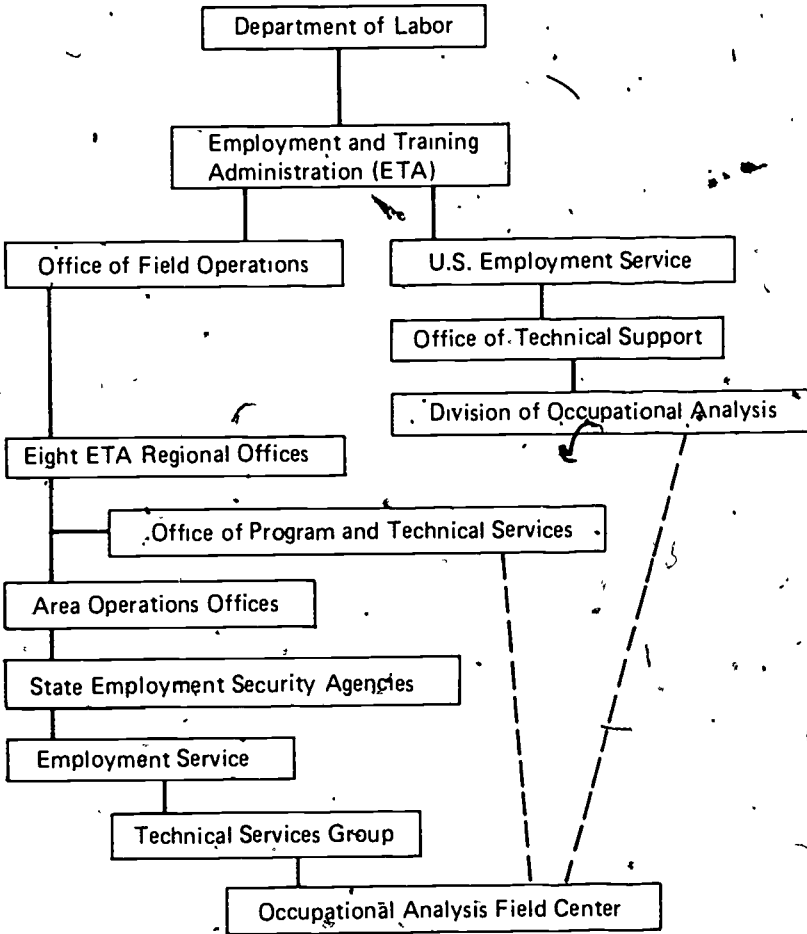 Department of Labor
Employment and Training
Administration (ETA)
Office of Field Operations
U.S. Employment Service
Office of Technical Support
Division of Occupational Analysis
Eight ETA Regional Offices
Office of Program and Technical Services
Area Operations Offices
State Employment Security Agencies
Employment Service
Technical Services Group
Occupational Analysis Field Center